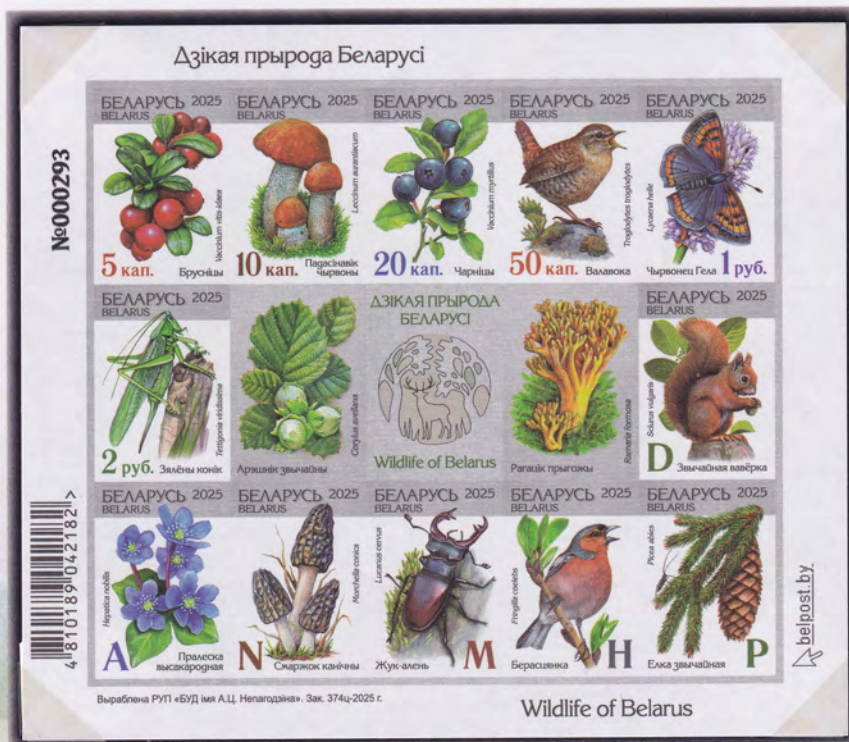 Дзікая прырода Беларусі
№000293
БЕЛАРУСЬ 2025
BELARUS
Vaccinium vitis-idaea
5 кап.
Брусніцы
БЕЛАРУСЬ 2025
BELARUS
Leccinum aurantiacum
10 кап.
Падасінавік
чырвоны
БЕЛАРУСЬ 2025
BELARUS
Vaccinium myrtillus
20 кап.
Чарніцы
БЕЛАРУСЬ 2025
BELARUS
Troglodytes troglodytes
50 кап.
Валавока
БЕЛАРУСЬ 2025
BELARUS
Lycaena helle
Чырвонец Гела
1 руб.
БЕЛАРУСЬ 2025
BELARUS
Tettigonia viridissima
2 руб.
Зялёны конік
Corylus avellana
Арэшнік звычайны
ДЗІКАЯ ПРЫРОДА
БЕЛАРУСІ
Wildlife of Belarus
Ramaria formosa
Рагацік прыгожы
БЕЛАРУСЬ 2025
BELARUS
Sciurus vulgaris
D
Звычайная вавёрка
БЕЛАРУСЬ 2025
BELARUS
Hepatica nobilis
A
Пралеска
высакародная
БЕЛАРУСЬ 2025
BELARUS
Morchella conica
N
Смаржок канічны
БЕЛАРУСЬ 2025
BELARUS
Lucanus cervus
Жук-алень
M
БЕЛАРУСЬ 2025
BELARUS
Fringilla coelebs
Берасцянка
H
БЕЛАРУСЬ 2025
BELARUS
Picea abies
Елка звычайная
P
4 810189 042182 >
belpost.by
Выраблена РУП «БУД імя А.Ц. Непагодзіна». Зак. 374ц-2025 г.
Wildlife of Belarus